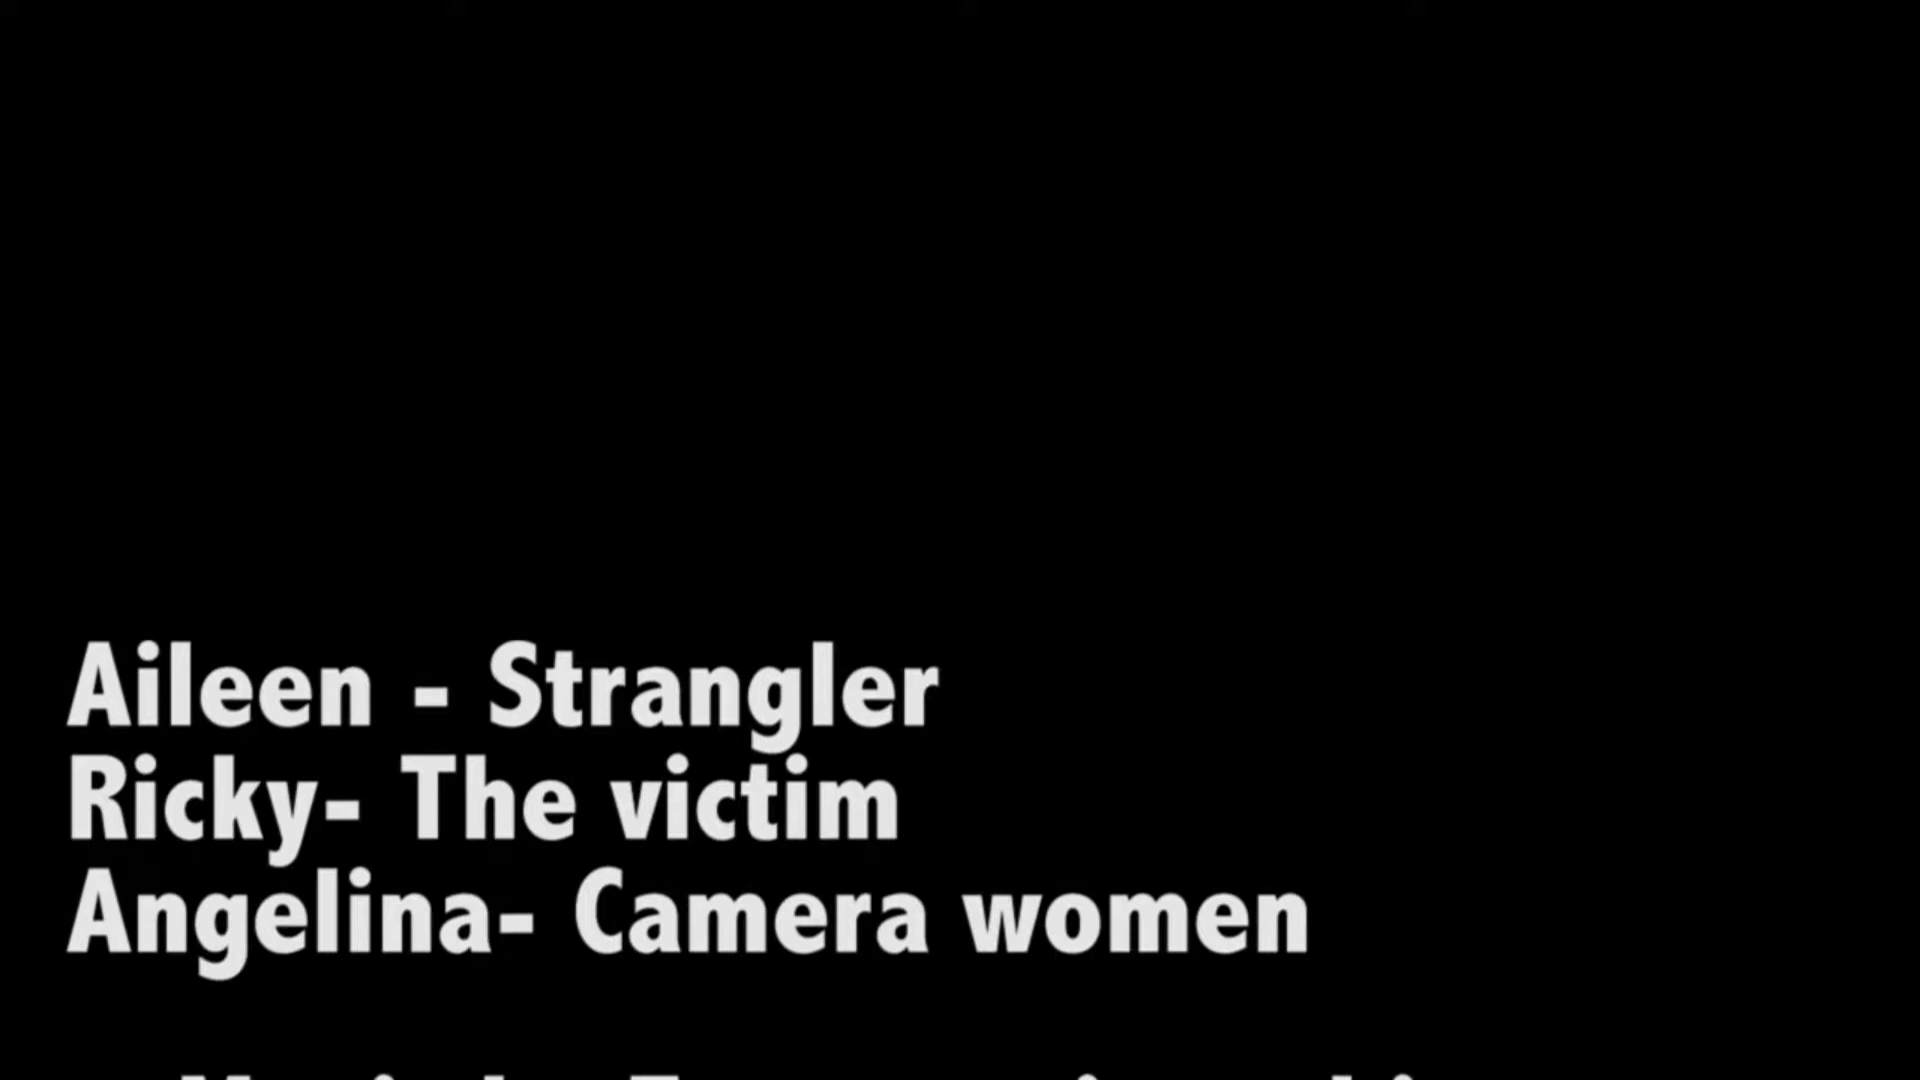 Aileen - Strangler
Ricky- The victim
Angelina- Camera women